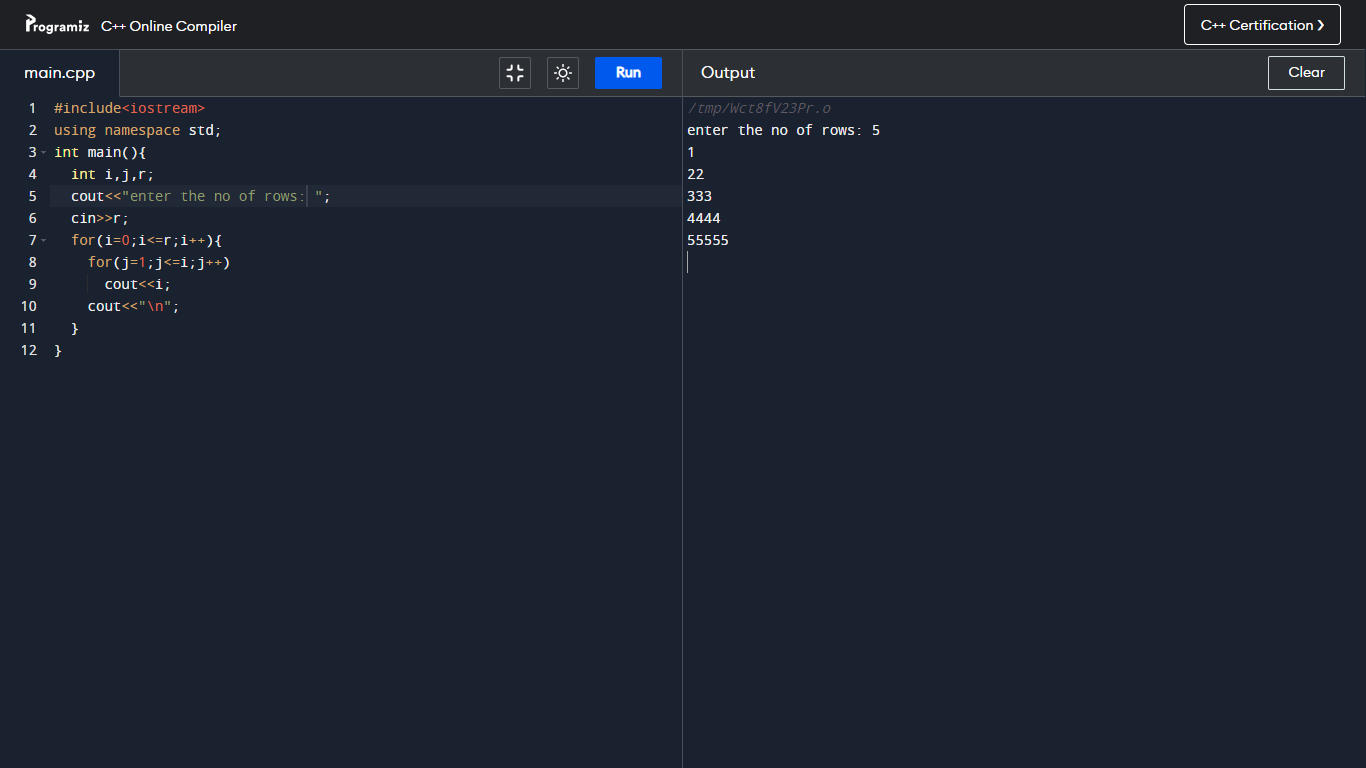 Programiz C++ Online Compiler
C++ Certification ❯
main.cpp
Run
Output
Clear
1 #include<iostream>
2 using namespace std;
3 int main(){
4   int i,j,r;
5   cout<<"enter the no of rows: ";
6   cin>>r;
7   for(i=0;i<=r;i++){
8     for(j=1;j<=i;j++)
9       cout<<i;
10     cout<<"\n";
11   }
12 }
/tmp/Wct8fV23Pr.o
enter the no of rows: 5
1
22
333
4444
55555